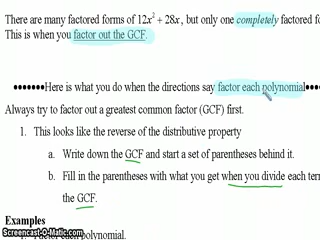 There are many factored forms of 12x² + 28x, but only one completely factored fo
This is when you factor out the GCF.
●●●●●●●Here is what you do when the directions say factor each polynomial●●●●
Always try to factor out a greatest common factor (GCF) first.
1. This looks like the reverse of the distributive property
a. Write down the GCF and start a set of parentheses behind it.
b. Fill in the parentheses with what you get when you divide each ter
the GCF.
Examples
1. Factor each polynomial.
Screencast-O-Matic.com